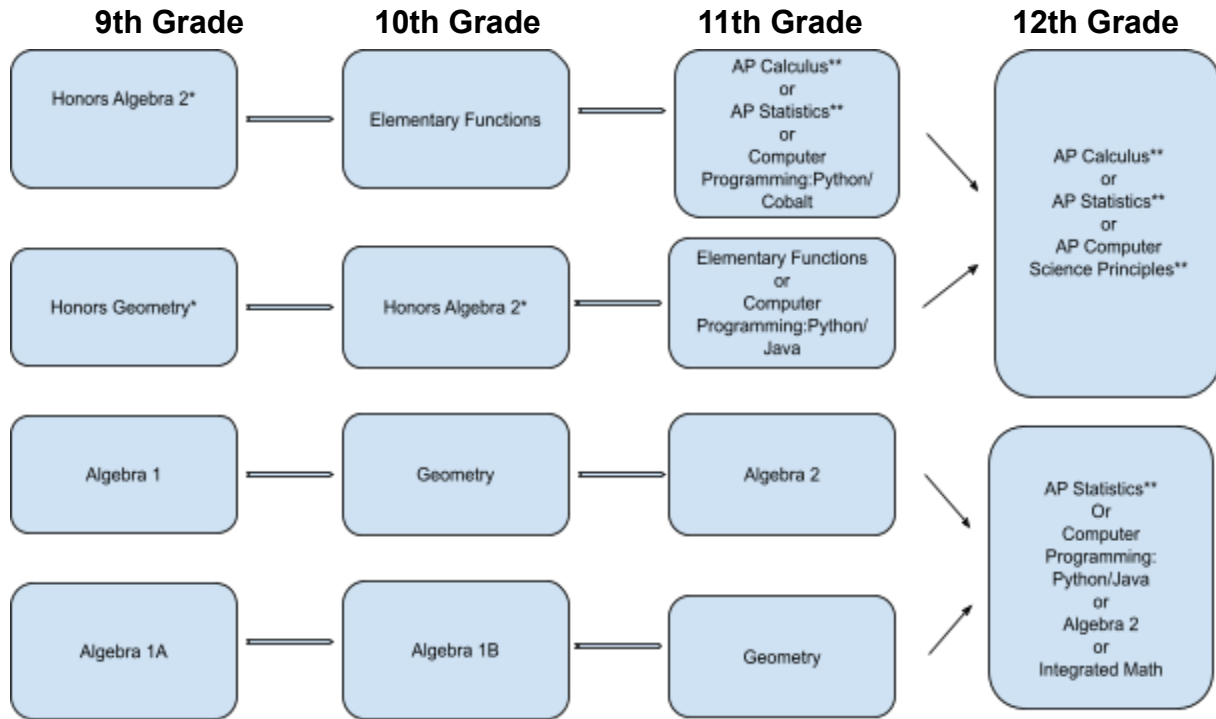 9th Grade
10th Grade
11th Grade
12th Grade
Honors Algebra 2*
Elementary Functions
AP Calculus**
or
AP Statistics**
or
Computer
Programming:Python/
Cobalt
AP Calculus**
or
AP Statistics**
or
AP Computer
Science Principles**
Honors Geometry*
Honors Algebra 2*
Elementary Functions
or
Computer
Programming:Python/
Java
Algebra 1
Geometry
Algebra 2
AP Statistics**
Or
Computer
Programming:
Python/Java
or
Algebra 2
or
Integrated Math
Algebra 1A
Algebra 1B
Geometry